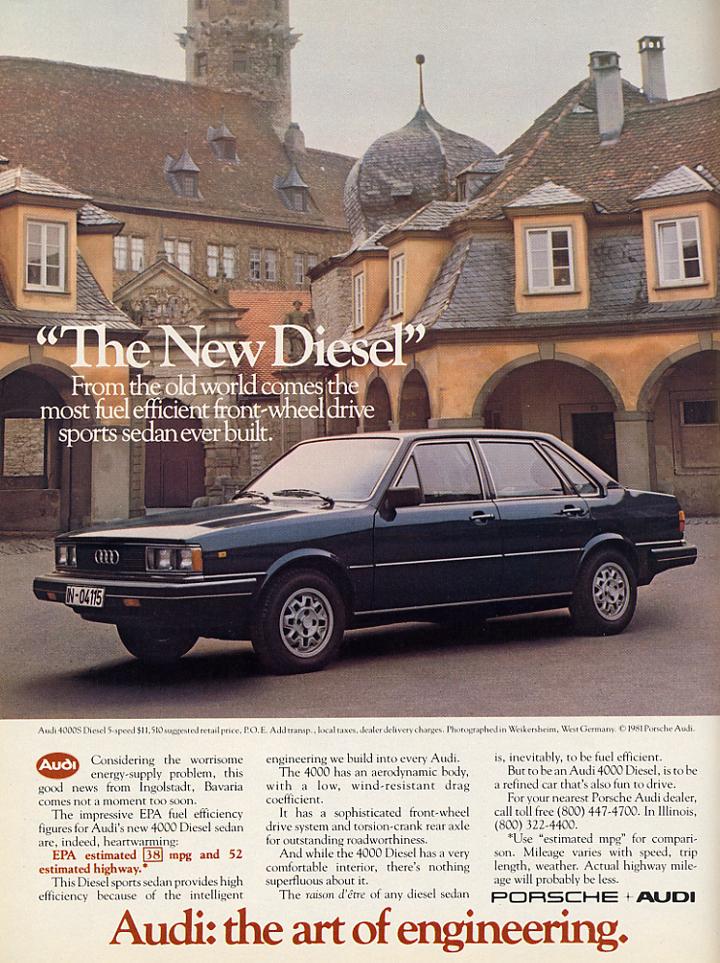 "The New Diesel"
From the old world comes the
most fuel efficient front-wheel drive
sports sedan ever built.
IN-04115
Audi 4000S Diesel 5-speed $11,510 suggested retail price, P.O.E. Add transp., local taxes, dealer delivery charges. Photographed in Weikersheim, West Germany. © 1981 Porsche Audi.
Audi
Considering the worrisome
energy-supply problem, this
good news from Ingolstadt, Bavaria
comes not a moment too soon.
The impressive EPA fuel efficiency
figures for Audi's new 4000 Diesel sedan
are, indeed, heartwarming:
EPA estimated 38 mpg and 52
estimated highway.*
This Diesel sports sedan provides high
efficiency because of the intelligent
engineering we build into every Audi.
The 4000 has an aerodynamic body,
with a low, wind-resistant drag
coefficient.
It has a sophisticated front-wheel
drive system and torsion-crank rear axle
for outstanding roadworthiness.
And while the 4000 Diesel has a very
comfortable interior, there's nothing
superfluous about it.
The raison d'être of any diesel sedan
is, inevitably, to be fuel efficient.
But to be an Audi 4000 Diesel, is to be
a refined car that's also fun to drive.
For your nearest Porsche Audi dealer,
call toll free (800) 447-4700. In Illinois,
(800) 322-4400.
*Use "estimated mpg" for compari-
son. Mileage varies with speed, trip
length, weather. Actual highway mile-
age will probably be less.
PORSCHE + AUDI
Audi: the art of engineering.